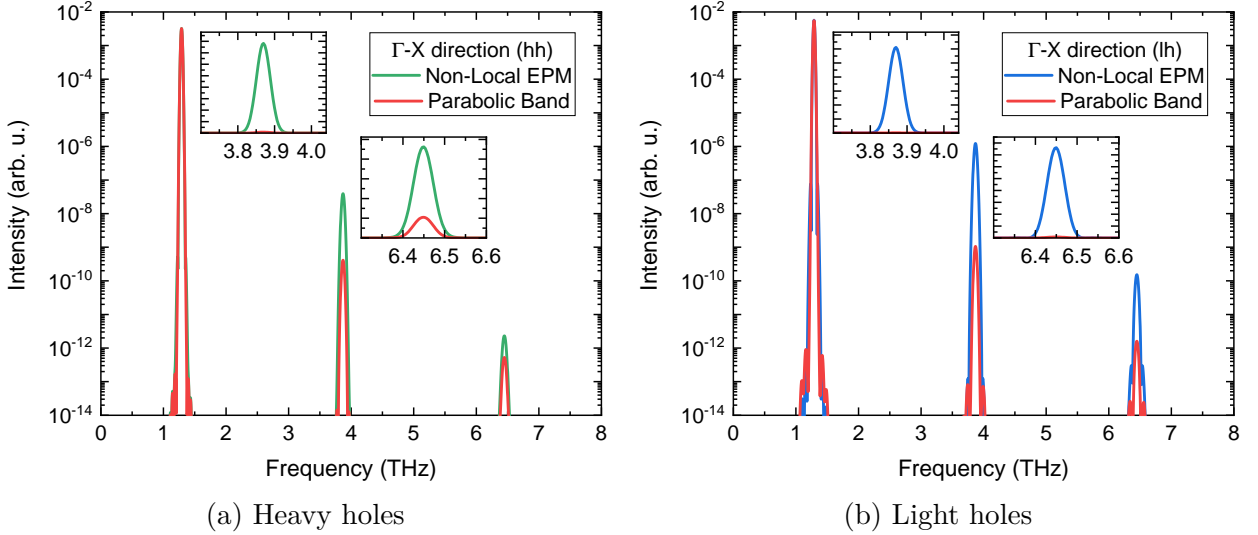 Intensity (arb. u.)
10⁻²
10⁻⁴
10⁻⁶
10⁻⁸
10⁻¹⁰
10⁻¹²
10⁻¹⁴
Γ-X direction (hh)
Non-Local EPM
Parabolic Band
3.8 3.9 4.0
6.4 6.5 6.6
0 1 2 3 4 5 6 7 8
Frequency (THz)
(a) Heavy holes
Intensity (arb. u.)
10⁻²
10⁻⁴
10⁻⁶
10⁻⁸
10⁻¹⁰
10⁻¹²
10⁻¹⁴
Γ-X direction (lh)
Non-Local EPM
Parabolic Band
3.8 3.9 4.0
6.4 6.5 6.6
0 1 2 3 4 5 6 7 8
Frequency (THz)
(b) Light holes